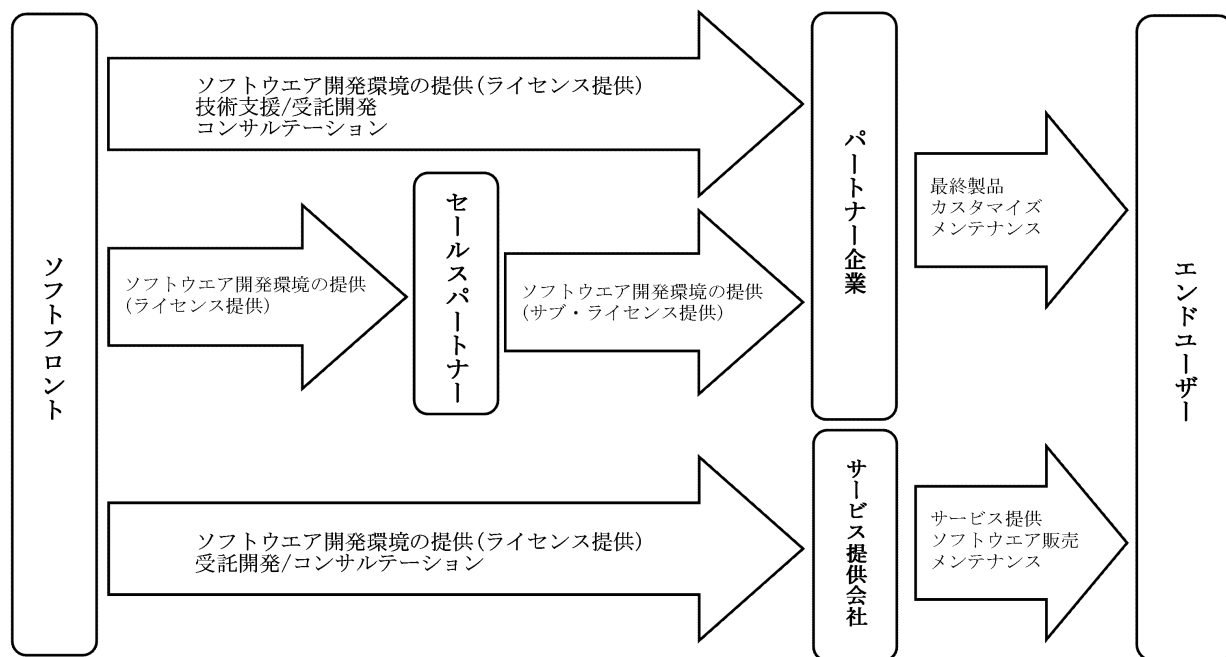 ソフトフロント
ソフトウエア開発環境の提供(ライセンス提供)
技術支援/受託開発
コンサルテーション
ソフトウエア開発環境の提供
(ライセンス提供)
セールスパートナー
ソフトウエア開発環境の提供
(サブ・ライセンス提供)
ソフトウエア開発環境の提供(ライセンス提供)
受託開発/コンサルテーション
パートナー企業
サービス提供会社
最終製品
カスタマイズ
メンテナンス
サービス提供
ソフトウエア販売
メンテナンス
エンドユーザー